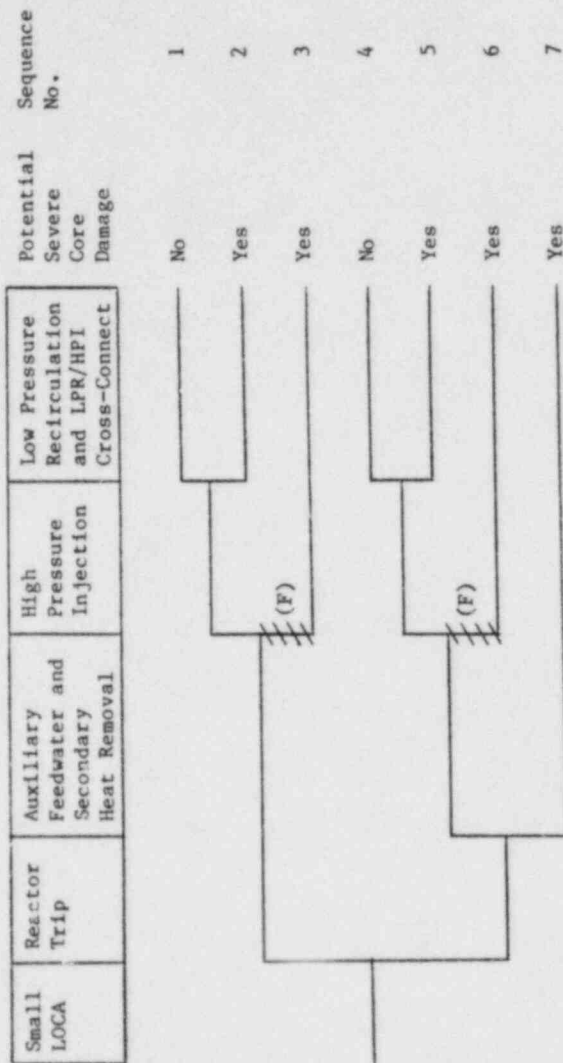 Small
LOCA
Reactor
Trip
Auxiliary
Feedwater and
Secondary
Heat Removal
High
Pressure
Injection
Low Pressure
Recirculation
and LPR/HPI
Cross-Connect
Potential
Severe
Core
Damage
Sequence
No.
No 1
Yes 2
(F)
Yes 3
No 4
Yes 5
(F)
Yes 6
Yes 7